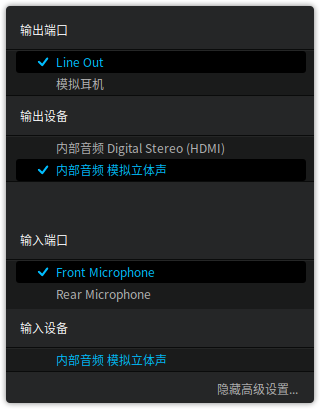 输出端口
Line Out
模拟耳机
输出设备
内部音频 Digital Stereo (HDMI)
内部音频 模拟立体声
输入端口
Front Microphone
Rear Microphone
输入设备
内部音频 模拟立体声
隐藏高级设置...